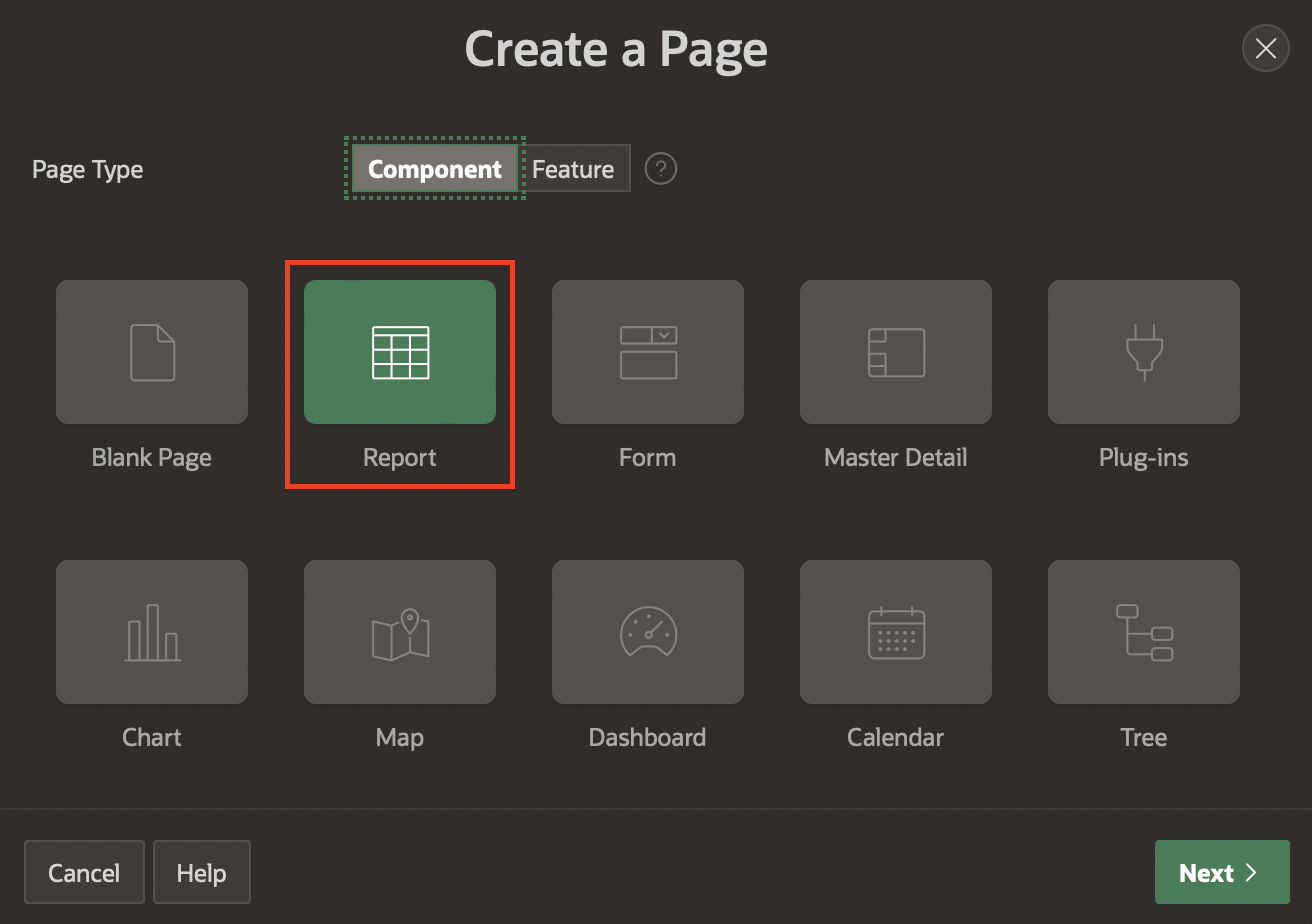 Create a Page
Page Type
Component Feature ?
Blank Page Report Form Master Detail Plug-ins
Chart Map Dashboard Calendar Tree
Cancel Help Next